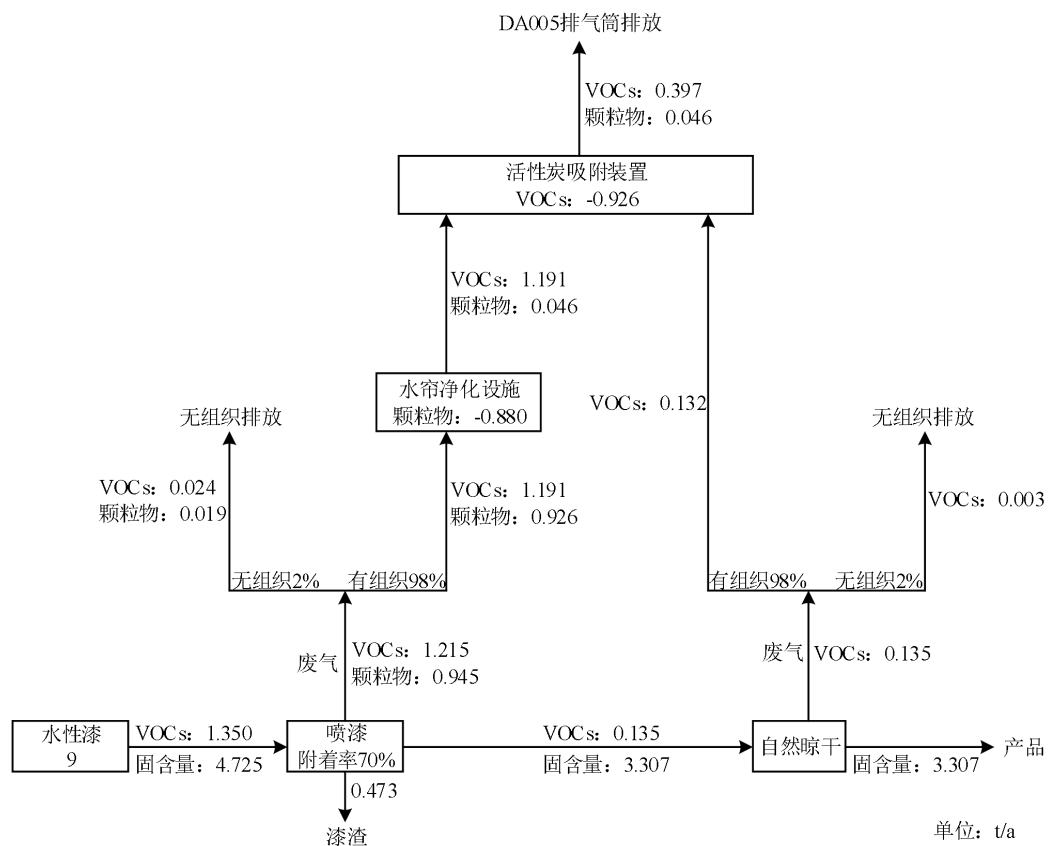 DA005排气筒排放
VOCs：0.397
颗粒物：0.046
活性炭吸附装置
VOCs：-0.926
VOCs：1.191
颗粒物：0.046
水帘净化设施
颗粒物：-0.880
VOCs：0.132
无组织排放
无组织排放
VOCs：0.024
颗粒物：0.019
VOCs：1.191
颗粒物：0.926
VOCs：0.003
无组织2%
有组织98%
有组织98%
无组织2%
废气
VOCs：1.215
颗粒物：0.945
废气
VOCs：0.135
水性漆
9
VOCs：1.350
固含量：4.725
喷漆
附着率70%
VOCs：0.135
固含量：3.307
自然晾干
固含量：3.307
产品
0.473
漆渣
单位：t/a